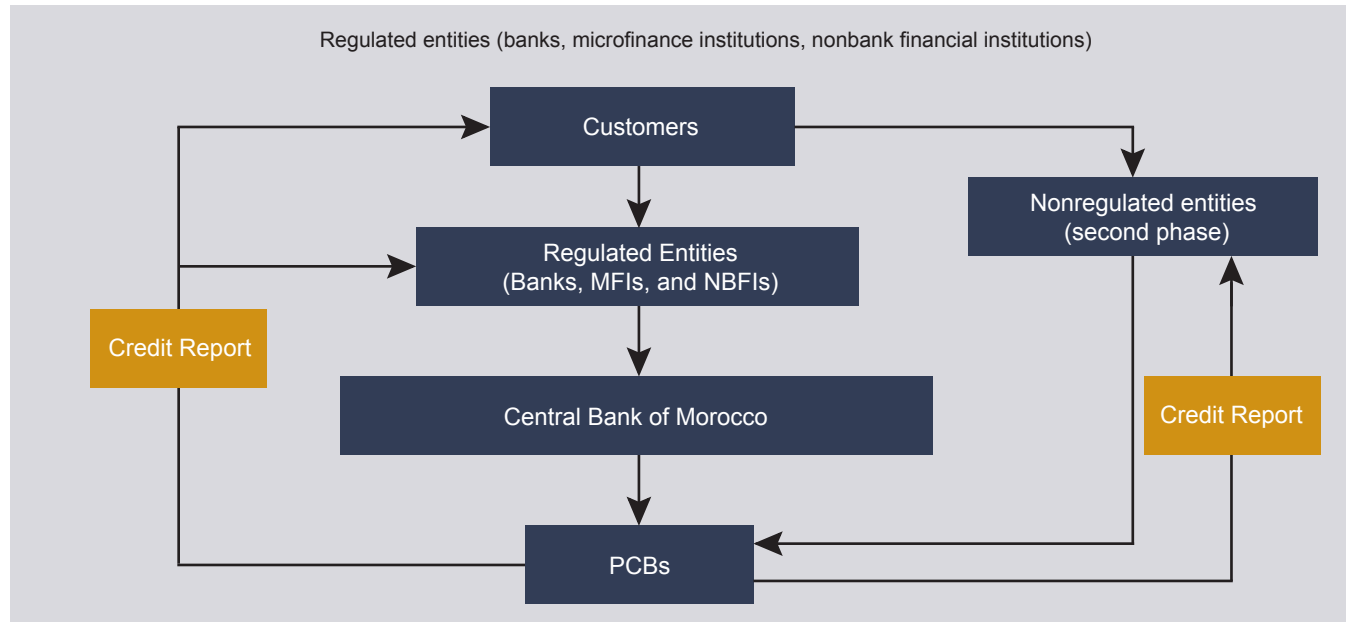 Regulated entities (banks, microfinance institutions, nonbank financial institutions)
Customers
Nonregulated entities
(second phase)
Regulated Entities
(Banks, MFIs, and NBFIs)
Credit Report
Central Bank of Morocco
Credit Report
PCBs